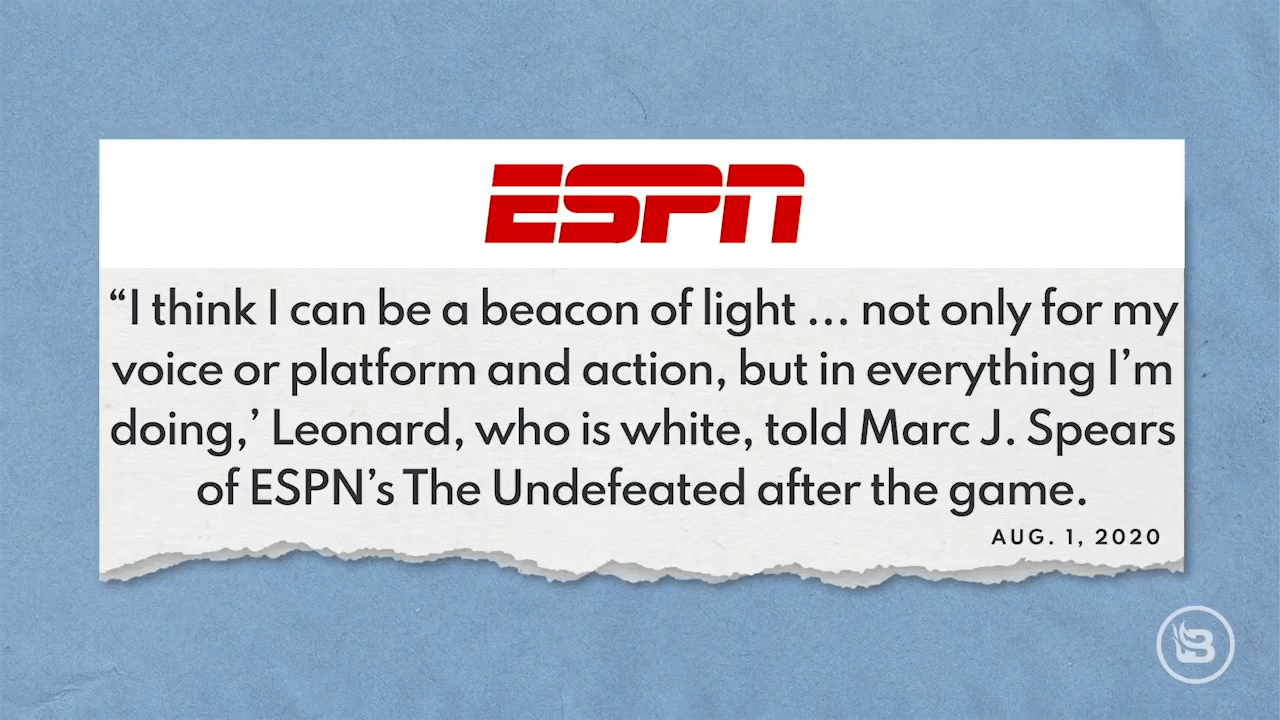 ESPN
“I think I can be a beacon of light ... not only for my
voice or platform and action, but in everything I’m
doing,’ Leonard, who is white, told Marc J. Spears
of ESPN’s The Undefeated after the game.
AUG. 1, 2020
B